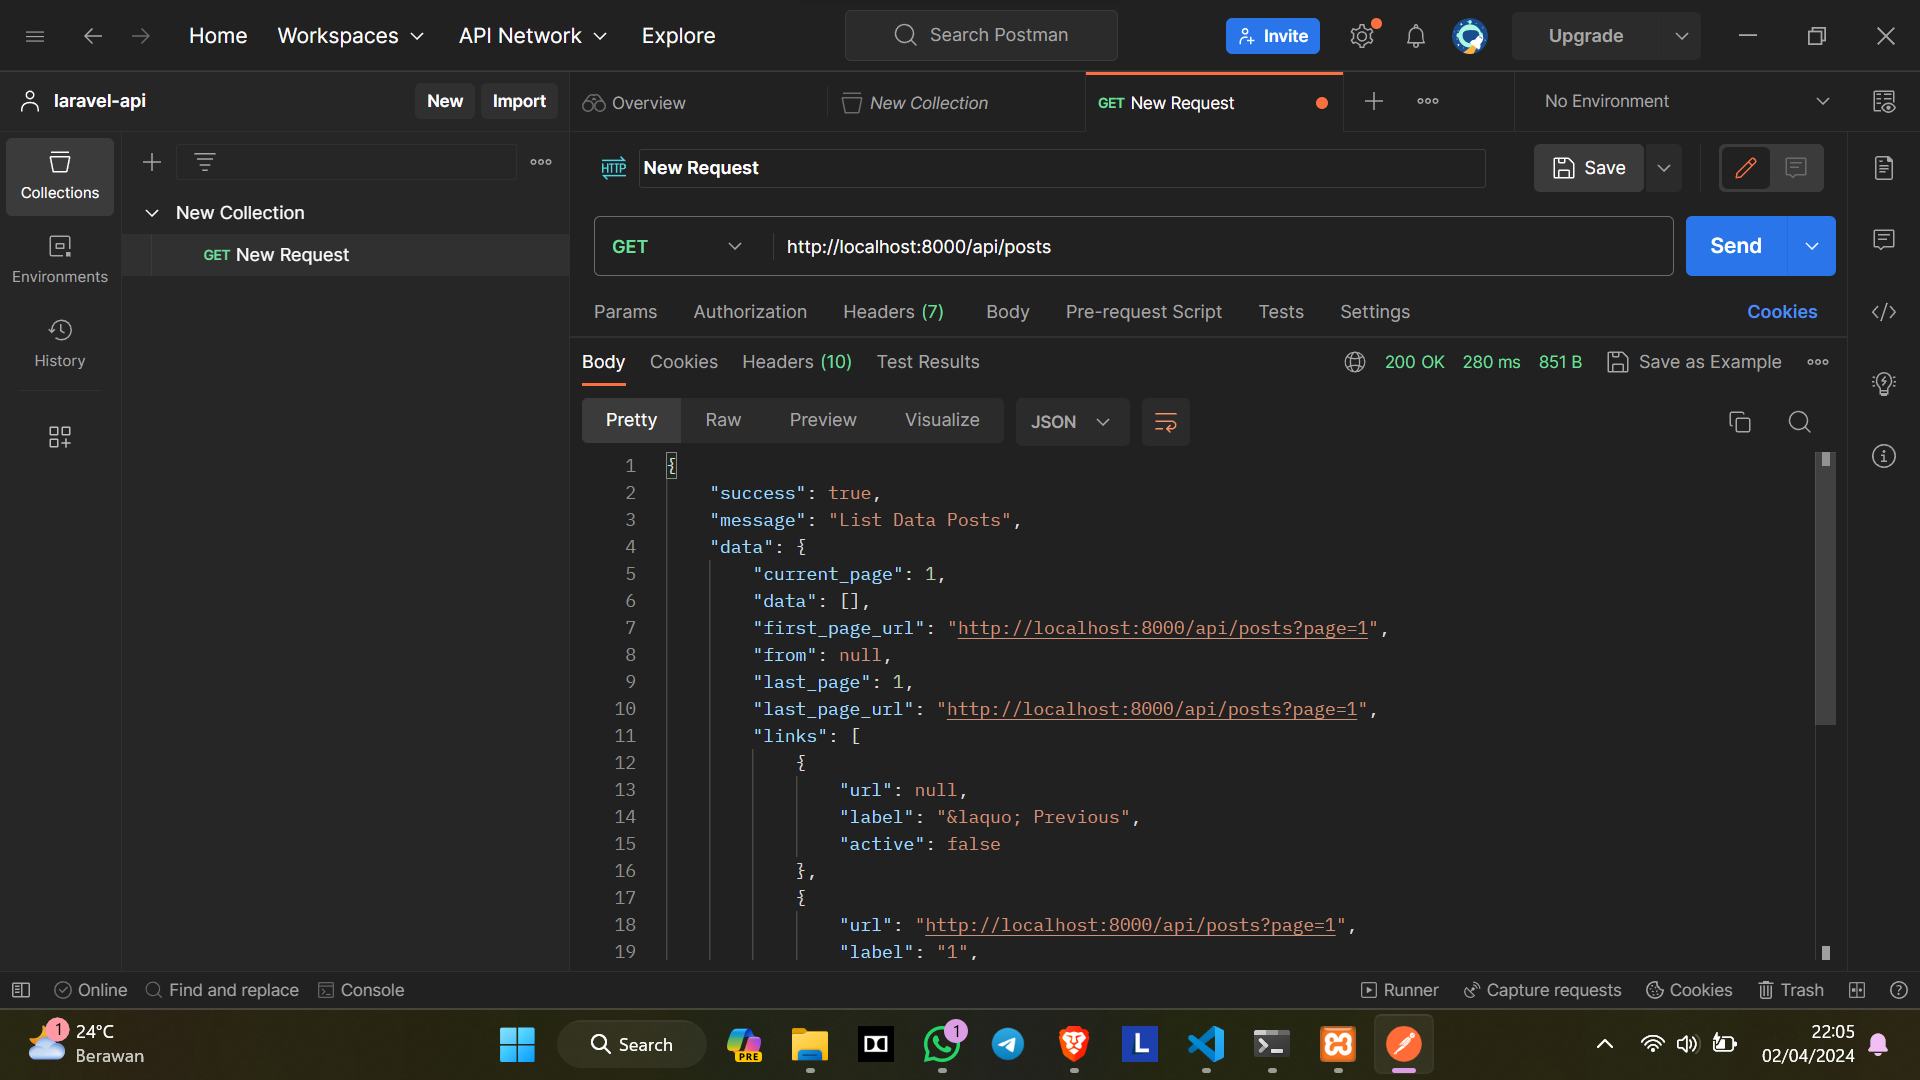 Home Workspaces API Network Explore Search Postman Invite Upgrade
laravel-api New Import Overview New Collection GET New Request No Environment
Collections
New Collection
GET New Request
Environments
History
HTTP New Request Save
GET http://localhost:8000/api/posts Send
Params Authorization Headers (7) Body Pre-request Script Tests Settings Cookies
Body Cookies Headers (10) Test Results 200 OK 280 ms 851 B Save as Example
Pretty Raw Preview Visualize JSON
1 {
2 "success": true,
3 "message": "List Data Posts",
4 "data": {
5 "current_page": 1,
6 "data": [],
7 "first_page_url": "http://localhost:8000/api/posts?page=1",
8 "from": null,
9 "last_page": 1,
10 "last_page_url": "http://localhost:8000/api/posts?page=1",
11 "links": [
12 {
13 "url": null,
14 "label": "&laquo; Previous",
15 "active": false
16 },
17 {
18 "url": "http://localhost:8000/api/posts?page=1",
19 "label": "1",
Online Find and replace Console Runner Capture requests Cookies Trash
1 24°C
Berawan
Search PRE 1 L
22:05
02/04/2024